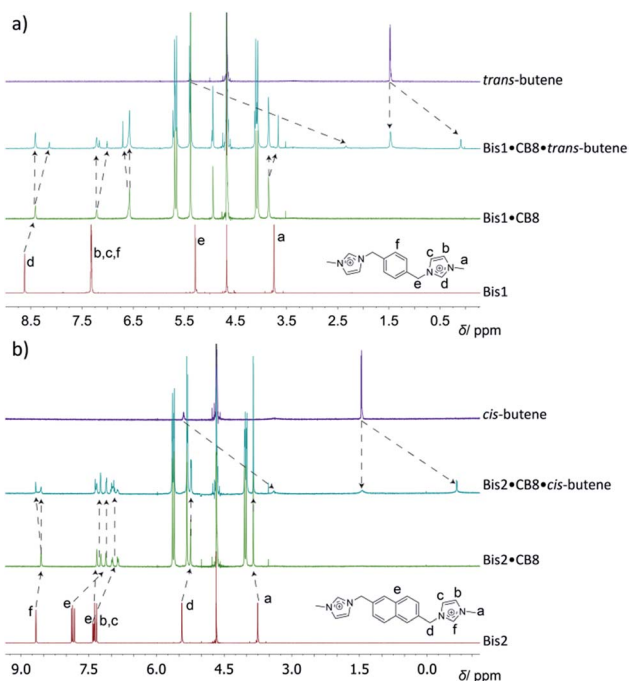 a)
trans-butene
Bis1•CB8•trans-butene
Bis1•CB8
f
c b
N a
N
N
N
e d
d
b,c,f
e
a
Bis1
8.5 7.5 6.5 5.5 4.5 3.5 2.5 1.5 0.5
δ/ ppm
b)
cis-butene
Bis2•CB8•cis-butene
Bis2•CB8
e c b
N a
N
N
N
d f
f
e
e
b,c
d
a
Bis2
9.0 7.5 6.0 4.5 3.0 1.5 0.0
δ/ ppm